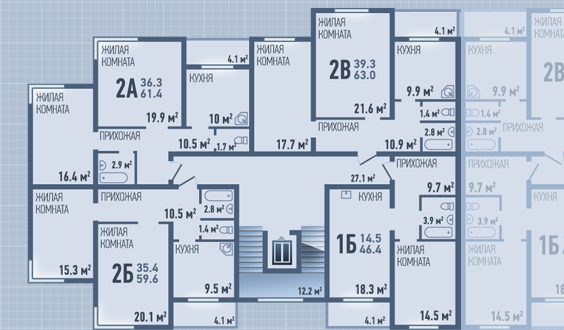 ЖИЛАЯ
КОМНАТА
4.1 м²
4.1 м²
ЖИЛАЯ
КОМНАТА
4.1 м²
ЖИЛАЯ
КОМНАТА
ЖИЛАЯ
КОМНАТА
2В 39.3
63.0
КУХНЯ
КУХНЯ
2В
2А 36.3
61.4
КУХНЯ
9.9 м²
9.9 м²
ЖИЛАЯ
КОМНАТА
19.9 м²
10 м²
21.6 м²
1.4 м²
1.4 м²
ПРИХОЖАЯ
10.5 м²
1.7 м²
17.7 м²
ПРИХОЖАЯ
10.9 м²
2.8 м²
2.8 м²
16.4 м²
2.9 м²
27.1 м²
ПРИХОЖАЯ
ПРИХОЖАЯ
9.7 м²
9.7 м²
ЖИЛАЯ
КОМНАТА
ПРИХОЖАЯ
10.5 м²
2.8 м²
КУХНЯ
3.9 м²
3.9 м²
ЖИЛАЯ
КОМНАТА
1.4 м²
1Б 14.5
46.4
1Б
КУХНЯ
ЖИЛАЯ
КОМНАТА
ЖИЛАЯ
КОМНАТА
15.3 м²
2Б 35.4
59.6
9.5 м²
12.2 м²
18.3 м²
18.
20.1 м²
4.1 м²
4.1 м²
14.5 м²
14.5 м²